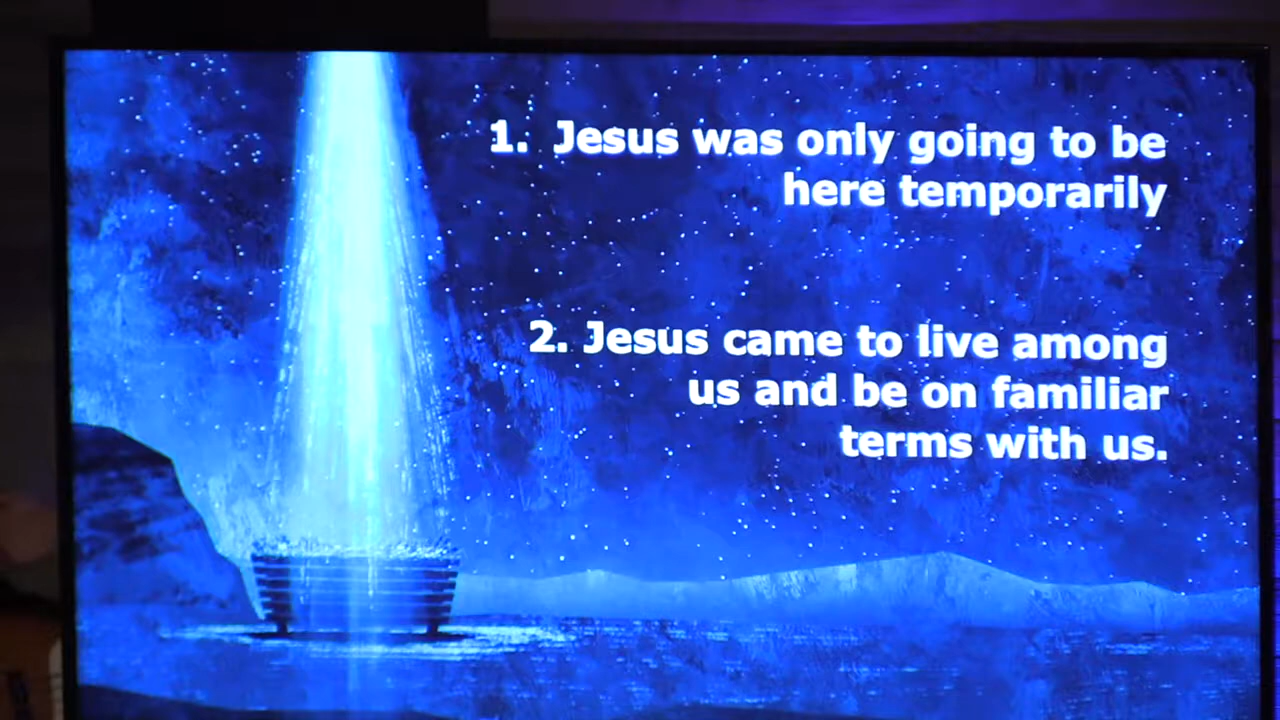 1. Jesus was only going to be
here temporarily
2. Jesus came to live among
us and be on familiar
terms with us.